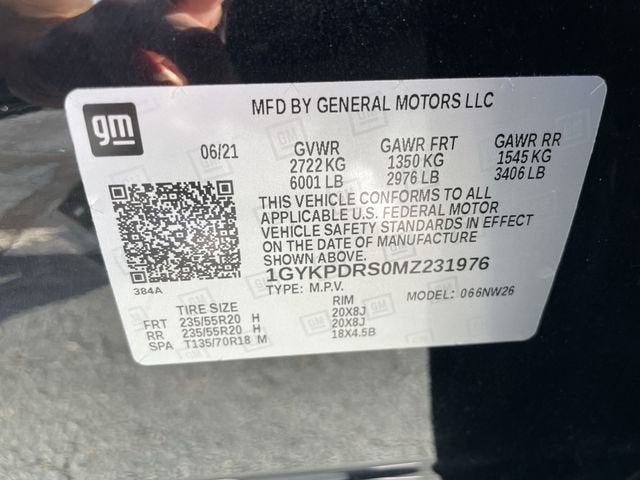 gm
MFD BY GENERAL MOTORS LLC
06/21 GVWR GAWR FRT GAWR RR
2722 KG 1350 KG 1545 KG
6001 LB 2976 LB 3406 LB
THIS VEHICLE CONFORMS TO ALL
APPLICABLE U.S. FEDERAL MOTOR
VEHICLE SAFETY STANDARDS IN EFFECT
ON THE DATE OF MANUFACTURE
SHOWN ABOVE.
384A
1GYKPDRS0MZ231976
TYPE: M.P.V. MODEL: 066NW26
TIRE SIZE RIM
FRT 235/55R20 H 20X8J
RR 235/55R20 H 20X8J
SPA T135/70R18 M 18X4.5B